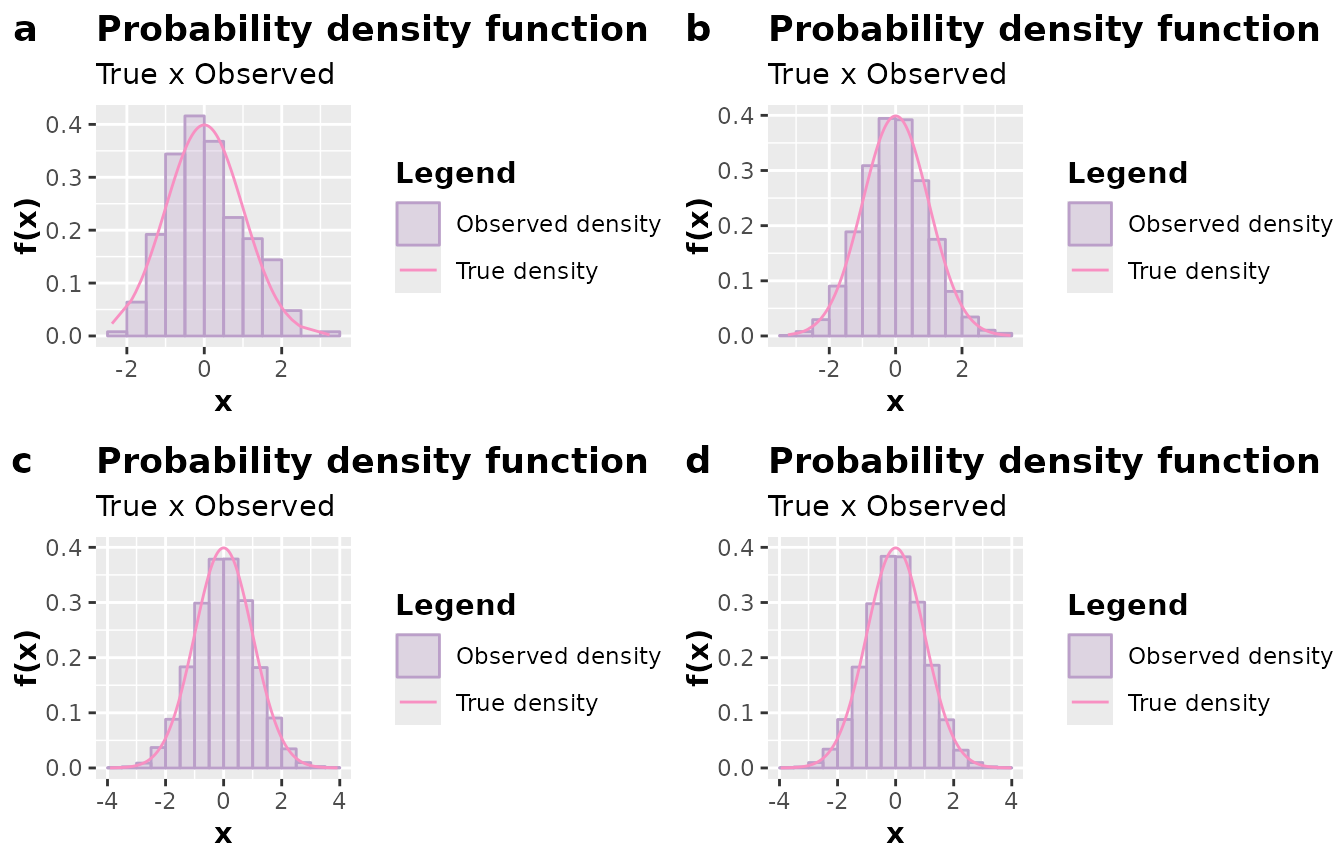 a
Probability density function
True x Observed
f(x)
0.4
0.3
0.2
0.1
0.0
-2 0 2
x
Legend
Observed density
True density
b
Probability density function
True x Observed
f(x)
0.4
0.3
0.2
0.1
0.0
-2 0 2
x
Legend
Observed density
True density
c
Probability density function
True x Observed
f(x)
0.4
0.3
0.2
0.1
0.0
-4 -2 0 2 4
x
Legend
Observed density
True density
d
Probability density function
True x Observed
f(x)
0.4
0.3
0.2
0.1
0.0
-4 -2 0 2 4
x
Legend
Observed density
True density